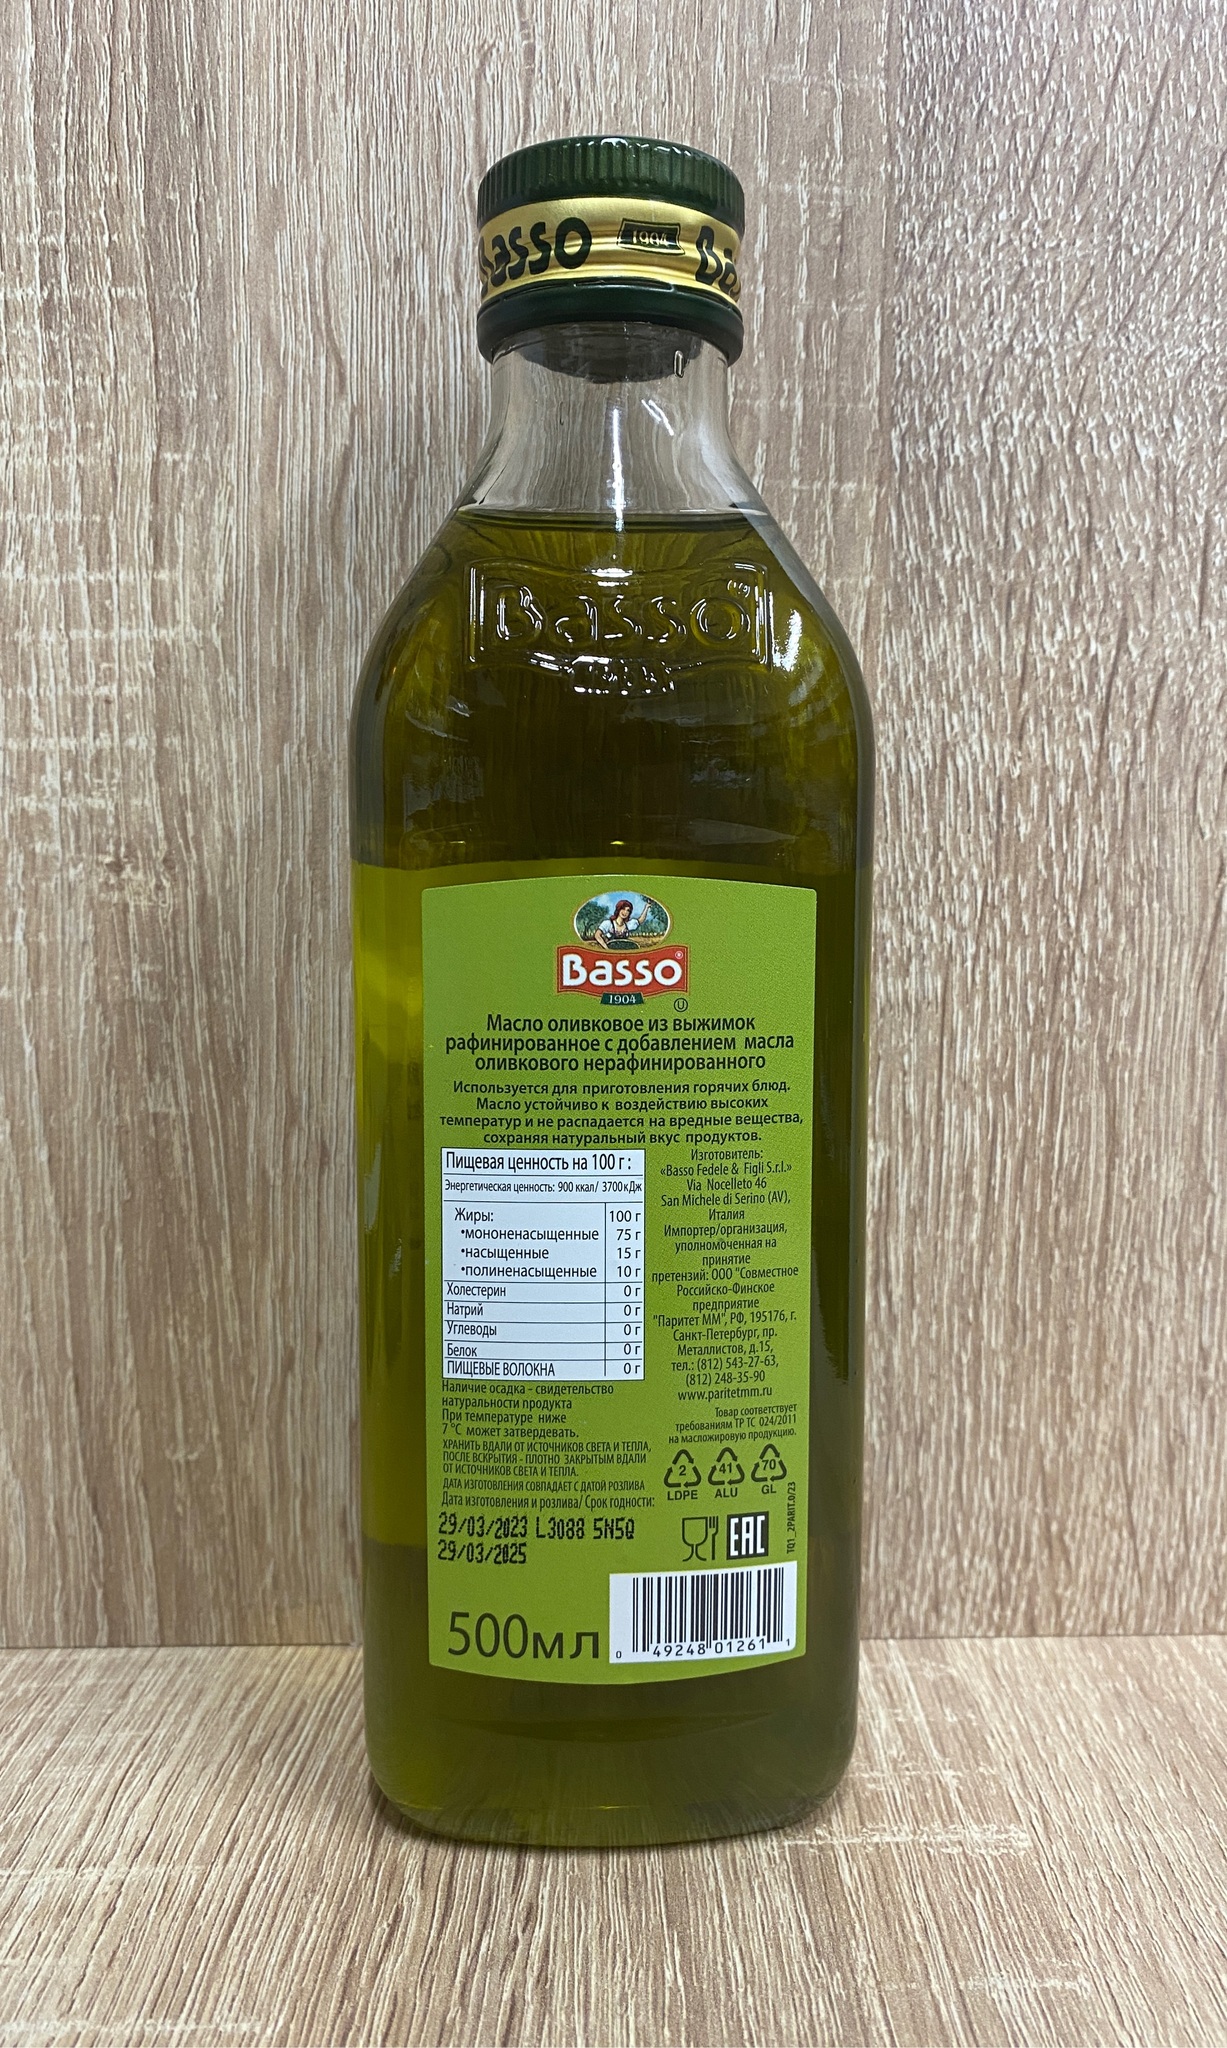 Basso 1904 Ba
Basso
Basso®
1904
U
Масло оливковое из выжимок
рафинированное с добавлением масла
оливкового нерафинированного
Используется для приготовления горячих блюд.
Масло устойчиво к воздействию высоких
температур и не распадается на вредные вещества,
сохраняя натуральный вкус продуктов.
Пищевая ценность на 100 г :
Энергетическая ценность: 900 ккал/ 3700кДж
Жиры: 100 г
•мононенасыщенные 75 г
•насыщенные 15 г
•полиненасыщенные 10 г
Холестерин 0 г
Натрий 0 г
Углеводы 0 г
Белок 0 г
ПИЩЕВЫЕ ВОЛОКНА 0 г
Наличие осадка - свидетельство
натуральности продукта
При температуре ниже
7 °С может затвердевать.
ХРАНИТЬ ВДАЛИ ОТ ИСТОЧНИКОВ СВЕТА И ТЕПЛА,
ПОСЛЕ ВСКРЫТИЯ - ПЛОТНО ЗАКРЫТЫМ ВДАЛИ
ОТ ИСТОЧНИКОВ СВЕТА И ТЕПЛА.
ДАТА ИЗГОТОВЛЕНИЯ СОВПАДАЕТ С ДАТОЙ РОЗЛИВА
Дата изготовления и розлива/ Срок годности:
29/03/2023 L3088 5N5Q
29/03/2025
500мл
Изготовитель:
«Basso Fedele & Figli S.r.l.»
Via Nocelleto 46
San Michele di Serino (AV),
Италия
Импортер/организация,
уполномоченная на
принятие
претензий: ООО "Совместное
Российско-Финское
предприятие
"Паритет ММ", РФ, 195176, г.
Санкт-Петербург, пр.
Металлистов, д.15,
тел.: (812) 543-27-63,
(812) 248-35-90
www.paritetmm.ru
Товар соответствует
требованиям ТР ТС 024/2011
на масложировую продукцию.
2 41 70
LDPE ALU GL
EAC
TQ1_2PARIT.0/23
0 49248 01261 1